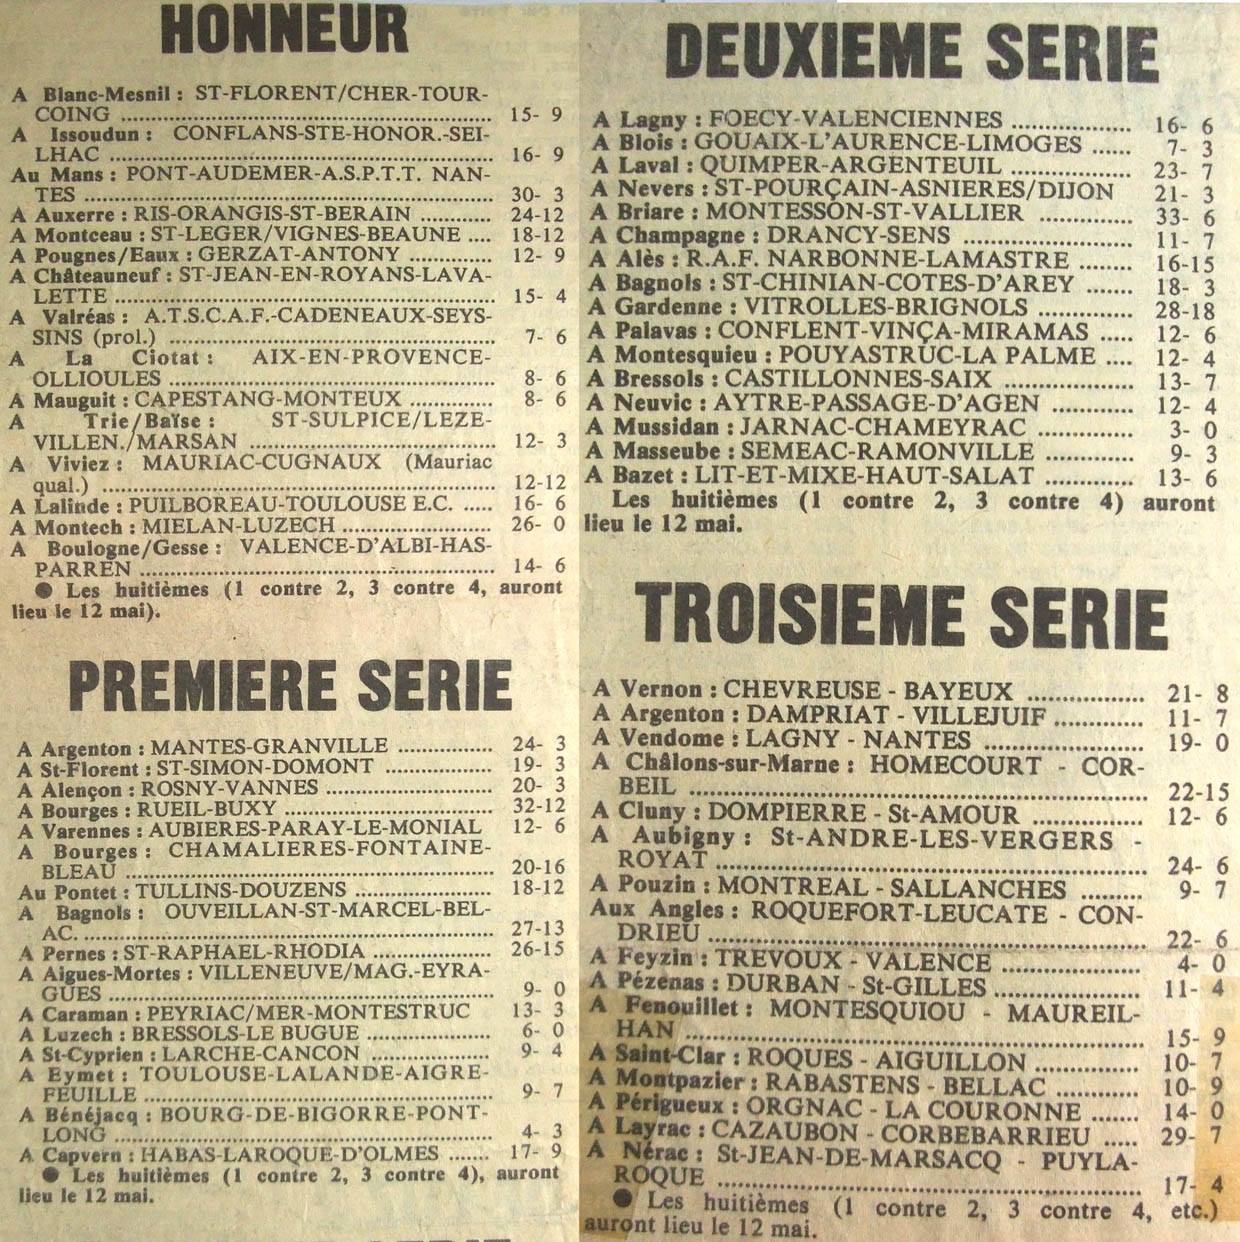 HONNEUR
A Blanc-Mesnil : ST-FLORENT/CHER-TOUR-
COING ........ 15- 9
A Issoudun : CONFLANS-STE-HONOR.-SEI-
LHAC ........ 16- 9
Au Mans : PONT-AUDEMER-A.S.P.T.T. NAN-
TES ........ 30- 3
A Auxerre : RIS-ORANGIS-ST-BERAIN ........ 24-12
A Montceau : ST-LEGER/VIGNES-BEAUNE .... 18-12
A Pougnes/Eaux : GERZAT-ANTONY ........ 12- 9
A Châteauneuf : ST-JEAN-EN-ROYANS-LAVA-
LETTE ........ 15- 4
A Valréas : A.T.S.C.A.F.-CADENEAUX-SEYS-
SINS (prol.) ........ 7- 6
A La Ciotat : AIX-EN-PROVENCE-
OLLIOULES ........ 8- 6
A Mauguit : CAPESTANG-MONTEUX ........ 8- 6
A Trie/Baïse : ST-SULPICE/LEZE-
VILLEN./MARSAN ........ 12- 3
A Viviez : MAURIAC-CUGNAUX (Mauriac
qual.) ........ 12-12
A Lalinde : PUILBOREAU-TOULOUSE E.C. ..... 16- 6
A Montech : MIELAN-LUZECH ........ 26- 0
A Boulogne/Gesse : VALENCE-D'ALBI-HAS-
PARREN ........ 14- 6
● Les huitièmes (1 contre 2, 3 contre 4, auront
lieu le 12 mai).
PREMIERE SERIE
A Argenton : MANTES-GRANVILLE ........ 24- 3
A St-Florent : ST-SIMON-DOMONT ........ 19- 3
A Alençon : ROSNY-VANNES ........ 20- 3
A Bourges : RUEIL-BUXY ........ 32-12
A Varennes : AUBIERES-PARAY-LE-MONIAL 12- 6
A Bourges : CHAMALIERES-FONTAINE-
BLEAU ........ 20-16
Au Pontet : TULLINS-DOUZENS ........ 18-12
A Bagnols : OUVEILLAN-ST-MARCEL-BEL-
AC. ........ 27-13
A Pernes : ST-RAPHAEL-RHODIA ........ 26-15
A Aigues-Mortes : VILLENEUVE/MAG.-EYRA-
GUES ........ 9- 0
A Caraman : PEYRIAC/MER-MONTESTRUC 13- 3
A Luzech : BRESSOLS-LE BUGUE ........ 6- 0
A St-Cyprien : LARCHE-CANCON ........ 9- 4
A Eymet : TOULOUSE-LALANDE-AIGRE-
FEUILLE ........ 9- 7
A Bénéjacq : BOURG-DE-BIGORRE-PONT-
LONG ........ 4- 3
A Capvern : HABAS-LAROQUE-D'OLMES ....... 17- 9
● Les huitièmes (1 contre 2, 3 contre 4), auront
lieu le 12 mai.
DEUXIEME SERIE
A Lagny : FOECY-VALENCIENNES ........ 16- 6
A Blois : GOUAIX-L'AURENCE-LIMOGES ...... 7- 3
A Laval : QUIMPER-ARGENTEUIL ........ 23- 7
A Nevers : ST-POURÇAIN-ASNIERES/DIJON 21- 3
A Briare : MONTESSON-ST-VALLIER ........ 33- 6
A Champagne : DRANCY-SENS ........ 11- 7
A Alès : R.A.F. NARBONNE-LAMASTRE ........ 16-15
A Bagnols : ST-CHINIAN-COTES-D'AREY ....... 18- 3
A Gardenne : VITROLLES-BRIGNOLS ........ 28-18
A Palavas : CONFLENT-VINÇA-MIRAMAS ...... 12- 6
A Montesquieu : POUYASTRUC-LA PALME .... 12- 4
A Bressols : CASTILLONNES-SAIX ........ 13- 7
A Neuvic : AYTRE-PASSAGE-D'AGEN ........ 12- 4
A Mussidan : JARNAC-CHAMEYRAC ........ 3- 0
A Masseube : SEMEAC-RAMONVILLE ........ 9- 3
A Bazet : LIT-ET-MIXE-HAUT-SALAT ........ 13- 6
Les huitièmes (1 contre 2, 3 contre 4) auront
lieu le 12 mai.
TROISIEME SERIE
A Vernon : CHEVREUSE - BAYEUX ........ 21- 8
A Argenton : DAMPRIAT - VILLEJUIF ........ 11- 7
A Vendome : LAGNY - NANTES ........ 19- 0
A Châlons-sur-Marne : HOMECOURT - COR-
BEIL ........ 22-15
A Cluny : DOMPIERRE - St-AMOUR ........ 12- 6
A Aubigny : St-ANDRE-LES-VERGERS -
ROYAT ........ 24- 6
A Pouzin : MONTREAL - SALLANCHES ........ 9- 7
Aux Angles : ROQUEFORT-LEUCATE - CON-
DRIEU ........ 22- 6
A Feyzin : TREVOUX - VALENCE ........ 4- 0
A Pézenas : DURBAN - St-GILLES ........ 11- 4
A Fenouillet : MONTESQUIOU - MAUREIL-
HAN ........ 15- 9
A Saint-Clar : ROQUES - AIGUILLON ........ 10- 7
A Montpazier : RABASTENS - BELLAC ........ 10- 9
A Périgueux : ORGNAC - LA COURONNE ....... 14- 0
A Layrac : CAZAUBON - CORBEBARRIEU ..... 29- 7
A Nérac : St-JEAN-DE-MARSACQ - PUYLA-
ROQUE ........ 17- 4
● Les huitièmes (1 contre 2, 3 contre 4, etc.)
auront lieu le 12 mai.